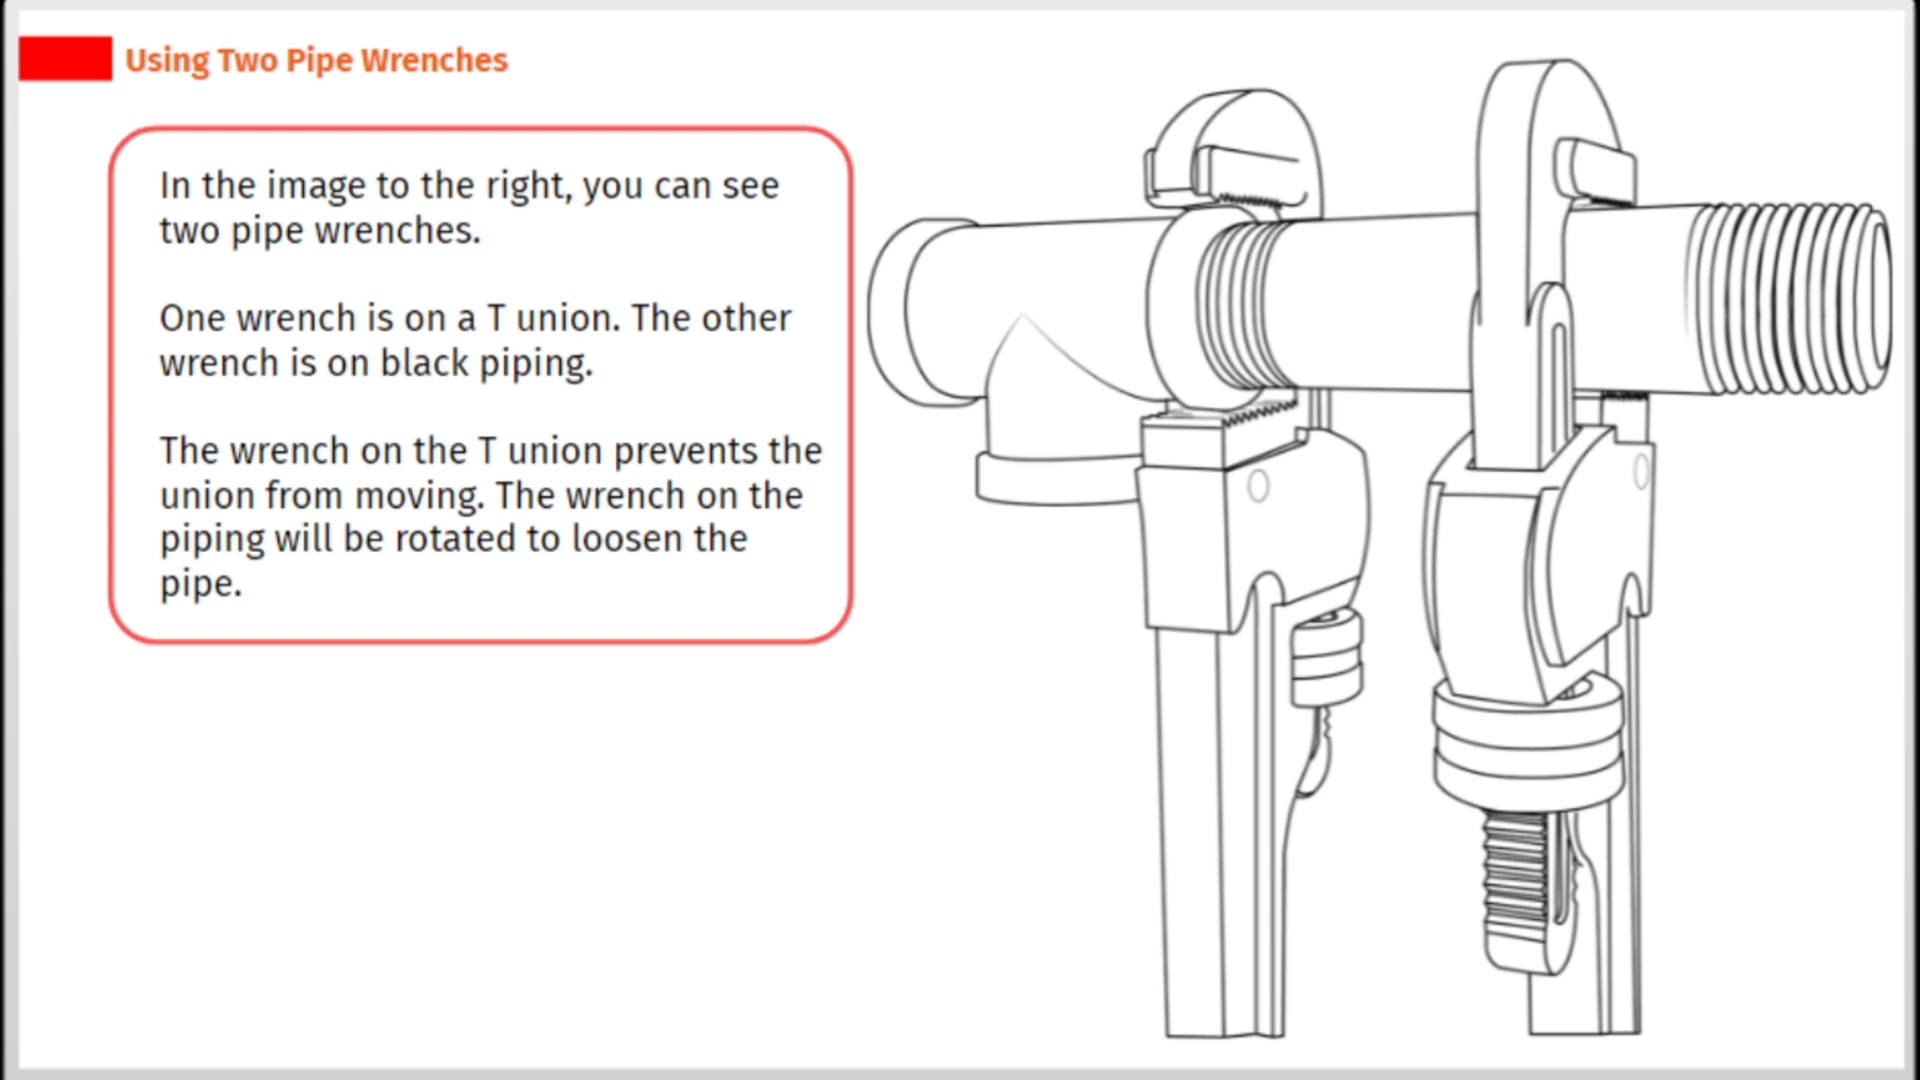 Using Two Pipe Wrenches
In the image to the right, you can see
two pipe wrenches.
One wrench is on a T union. The other
wrench is on black piping.
The wrench on the T union prevents the
union from moving. The wrench on the
piping will be rotated to loosen the
pipe.